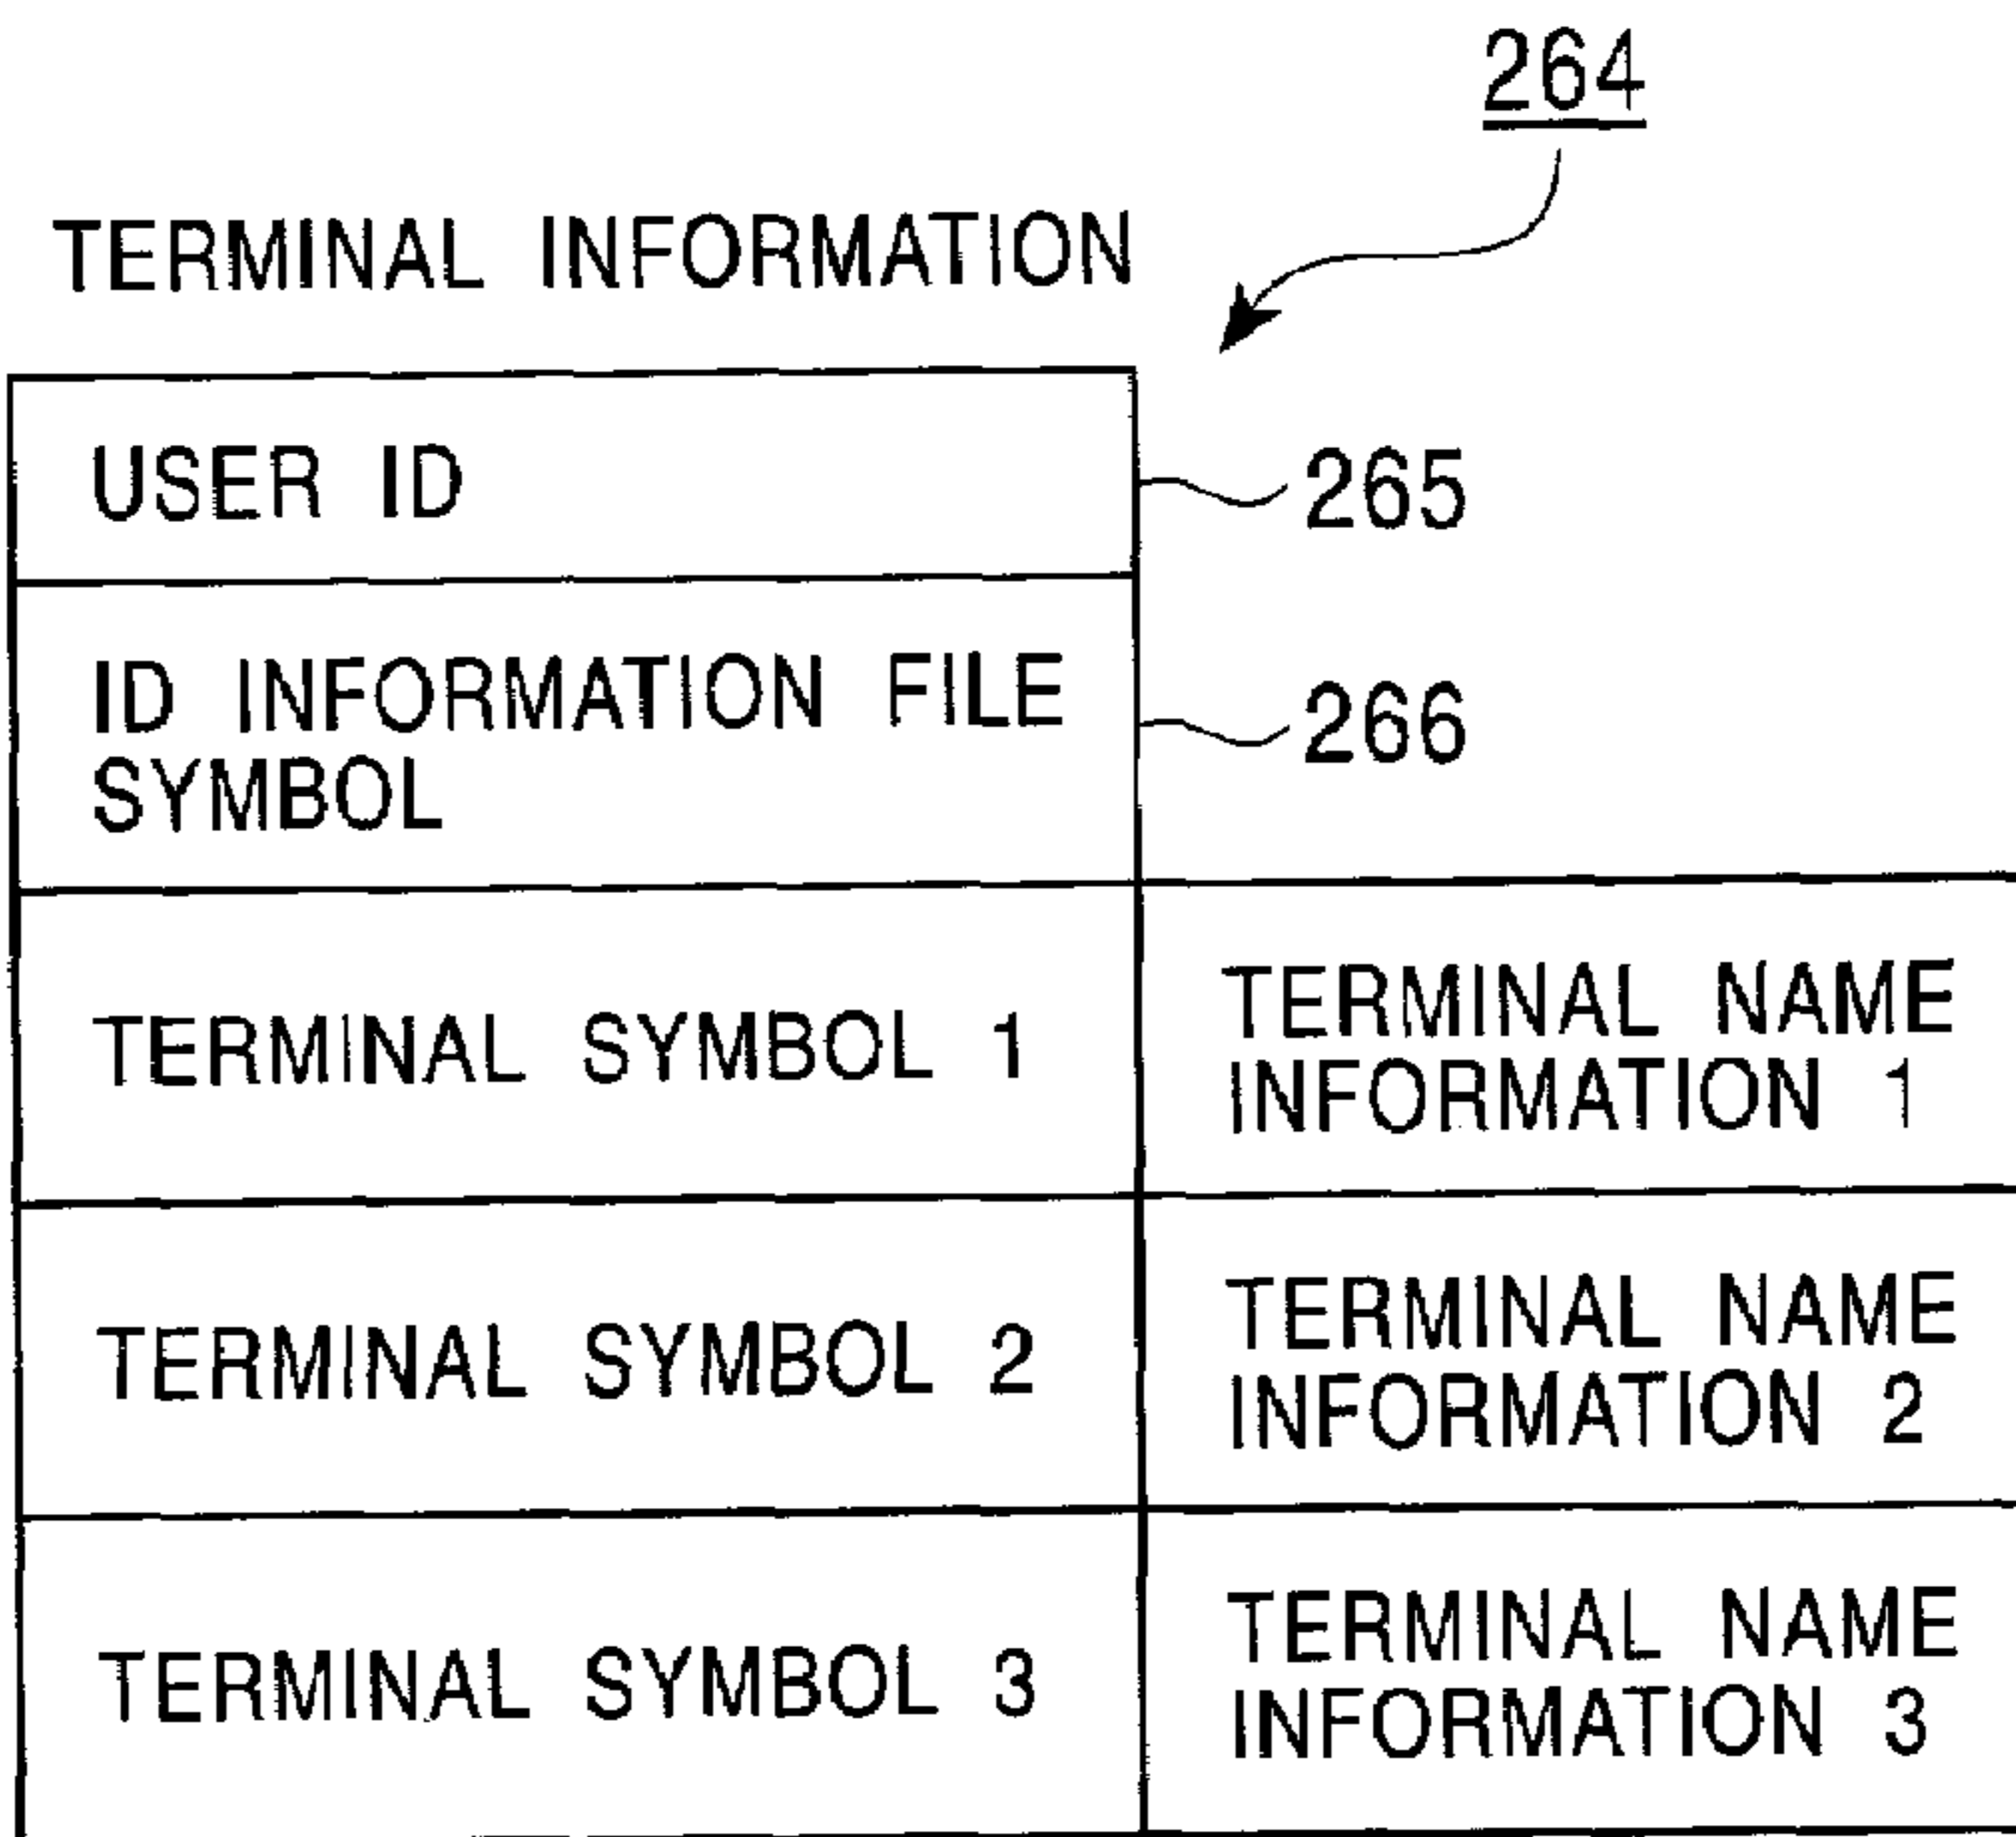 264
TERMINAL INFORMATION
USER ID
265
ID INFORMATION FILE
SYMBOL
266
TERMINAL SYMBOL 1
TERMINAL NAME
INFORMATION 1
TERMINAL SYMBOL 2
TERMINAL NAME
INFORMATION 2
TERMINAL SYMBOL 3
TERMINAL NAME
INFORMATION 3